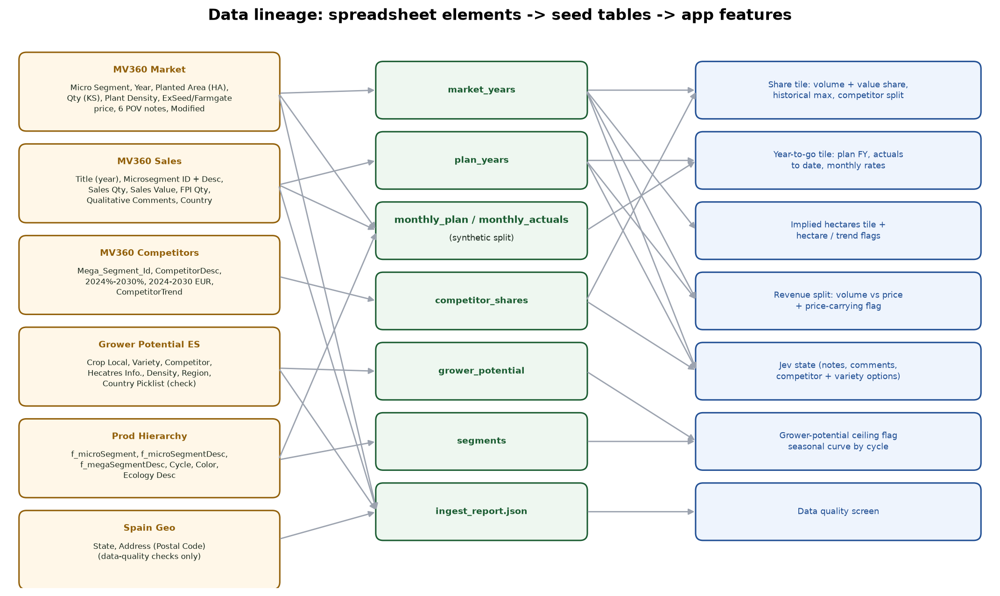 Data lineage: spreadsheet elements -> seed tables -> app features
MV360 Market
Micro Segment, Year, Planted Area (HA),
Qty (KS), Plant Density, ExSeed/Farmgate
price, 6 POV notes, Modified
MV360 Sales
Title (year), Microsegment ID + Desc,
Sales Qty, Sales Value, FPI Qty,
Qualitative Comments, Country
MV360 Competitors
Mega_Segment_Id, CompetitorDesc,
2024%-2030%, 2024-2030 EUR,
CompetitorTrend
Grower Potential ES
Crop Local, Variety, Competitor,
Hecatres Info., Density, Region,
Country Picklist (check)
Prod Hierarchy
f_microSegment, f_microSegmentDesc,
f_megaSegmentDesc, Cycle, Color,
Ecology Desc
Spain Geo
State, Address (Postal Code)
(data-quality checks only)
market_years
plan_years
monthly_plan / monthly_actuals
(synthetic split)
competitor_shares
grower_potential
segments
ingest_report.json
Share tile: volume + value share,
historical max, competitor split
Year-to-go tile: plan FY, actuals
to date, monthly rates
Implied hectares tile +
hectare / trend flags
Revenue split: volume vs price
+ price-carrying flag
Jev state (notes, comments,
competitor + variety options)
Grower-potential ceiling flag
seasonal curve by cycle
Data quality screen